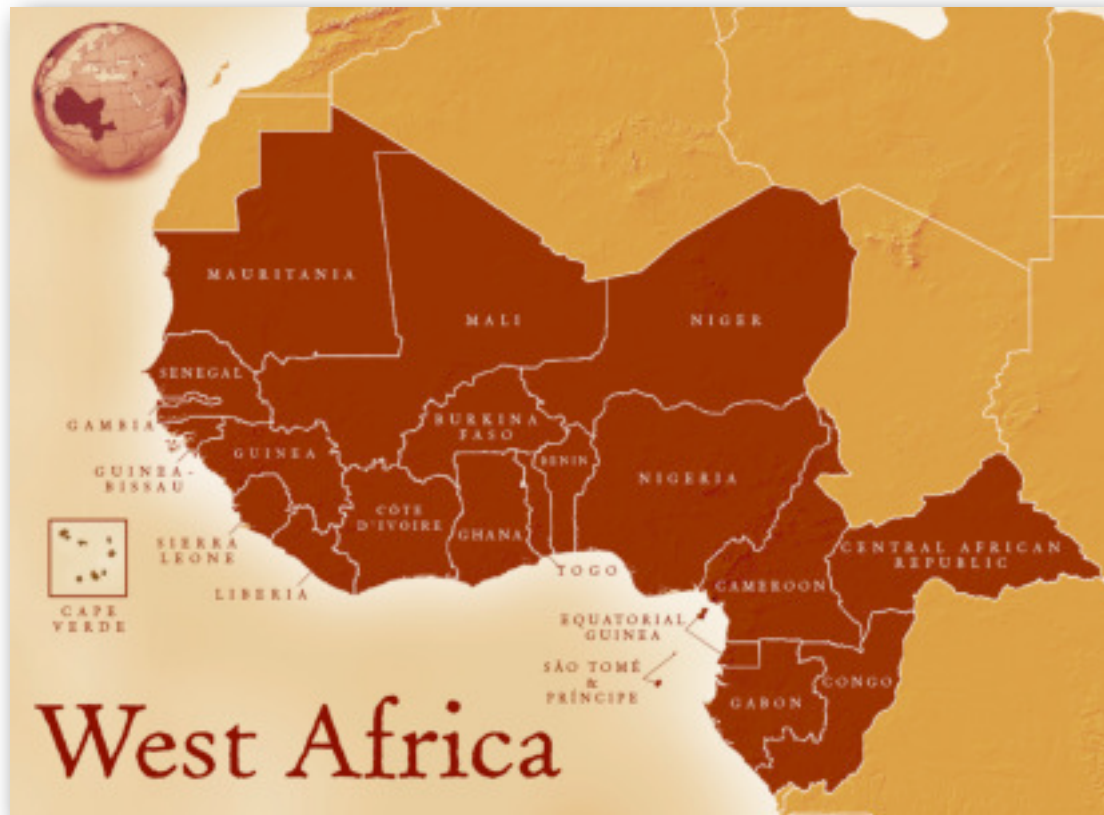 MAURITANIA
MALI
NIGER
SENEGAL
GAMBIA
BURKINA
FASO
GUINEA
BENIN
GUINEA-
BISSAU
NIGERIA
CÔTE
D'IVOIRE
GHANA
SIERRA
LEONE
CENTRAL AFRICAN
REPUBLIC
TOGO
LIBERIA
CAMEROON
CAPE
VERDE
EQUATORIAL
GUINEA
SÃO TOMÉ
&
PRÍNCIPE
CONGO
GABON
West Africa